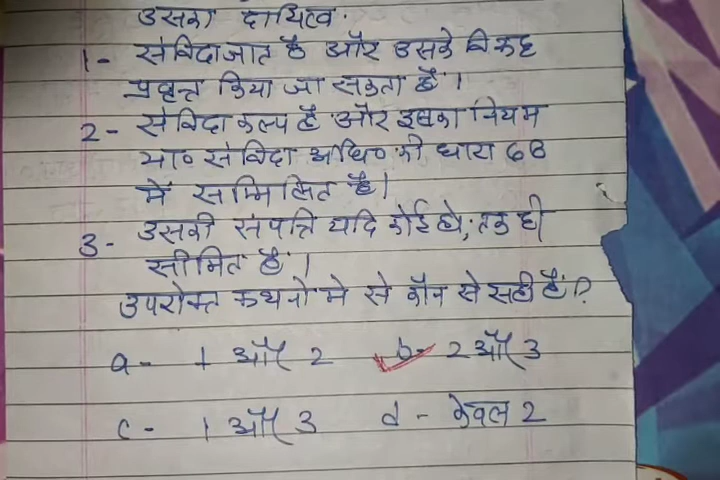 उसका दायित्व.
1- संविदाजात है और उसके विरुद्ध
प्रवृत्त किया जा सकता है ।
2- संविदा कल्प है और इसका नियम
भा० संविदा अधि० की धारा 68
में सम्मिलित है।
3- उसकी संपत्ति यदि कोई हो, तक ही
सीमित है ।
उपरोक्त कथनो मे से कौन से सही हैं?
a- 1 और 2 b- 2 और 3
c- 1 और 3 d- केवल 2